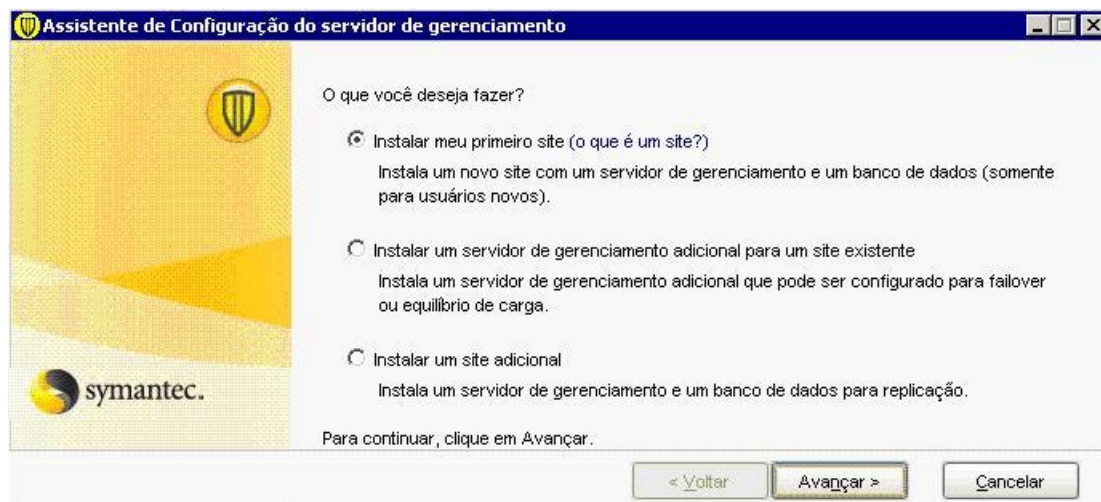 Assistente de Configuração do servidor de gerenciamento
O que você deseja fazer?
Instalar meu primeiro site (o que é um site?)
Instala um novo site com um servidor de gerenciamento e um banco de dados (somente
para usuários novos).
Instalar um servidor de gerenciamento adicional para um site existente
Instala um servidor de gerenciamento adicional que pode ser configurado para failover
ou equilíbrio de carga.
Instalar um site adicional
Instala um servidor de gerenciamento e um banco de dados para replicação.
symantec.
Para continuar, clique em Avançar.
< Voltar
Avançar >
Cancelar